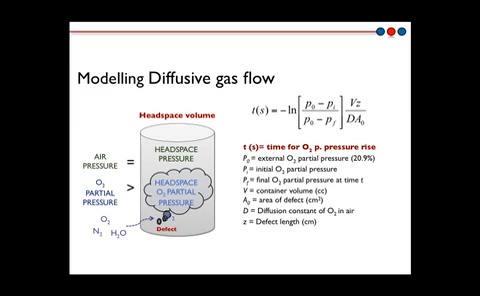 Modelling Diffusive gas flow
Headspace volume
t(s) = -ln[(p₀ - pᵢ)/(p₀ - p_f)] Vz/DA₀
HEADSPACE
PRESSURE
AIR
PRESSURE
=
O₂
PARTIAL
PRESSURE
>
HEADSPACE
O₂ PARTIAL
PRESSURE
O₂
N₂ H₂O
Defect
t (s)= time for O₂ p. pressure rise
P₀ = external O₂ partial pressure (20.9%)
Pᵢ = initial O₂ partial pressure
P_f = final O₂ partial pressure at time t
V = container volume (cc)
A₀ = area of defect (cm²)
D = Diffusion constant of O₂ in air
z = Defect length (cm)